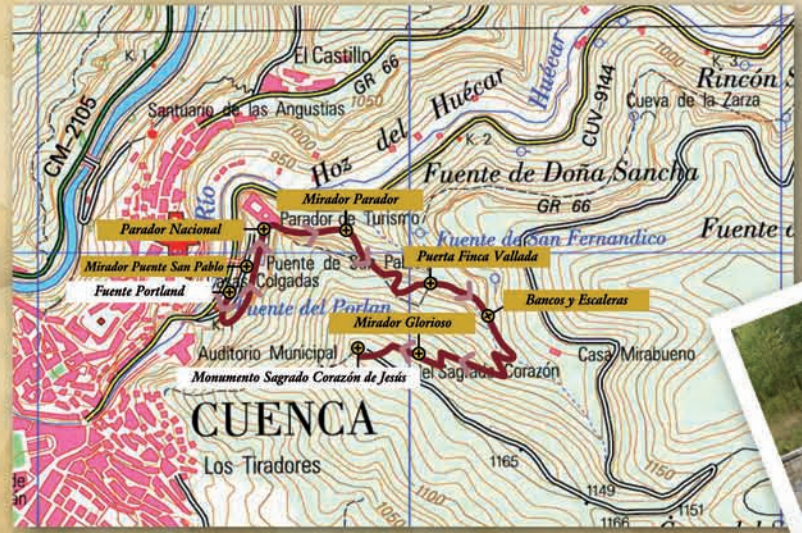 K. 1
El Castillo
GR 66
1050
Santuario de las Angustias
CM-2105
1000
950
Río
Hoz del Huécar
Huécar
K. 2
CUV-9144
1000
K. 3
Rincón S
Cueva de la Zarza
Fuente de Doña Sancha
GR 66
Fuente d
Mirador Parador
Parador Nacional
Parador de Turismo
Fuente de San Fernandico
Mirador Puente San Pablo
Puente de San Pab
Puerta Finca Vallada
Fuente Portland
as Colgadas
Fuente del Porlan
K.
Bancos y Escaleras
Mirador Glorioso
Auditorio Municipal
Casa Mirabueno
Monumento Sagrado Corazón de Jesús
el Sagrado Corazón
CUENCA
Los Tiradores
1165
1150
1149
1100
1151
1050
1166
de